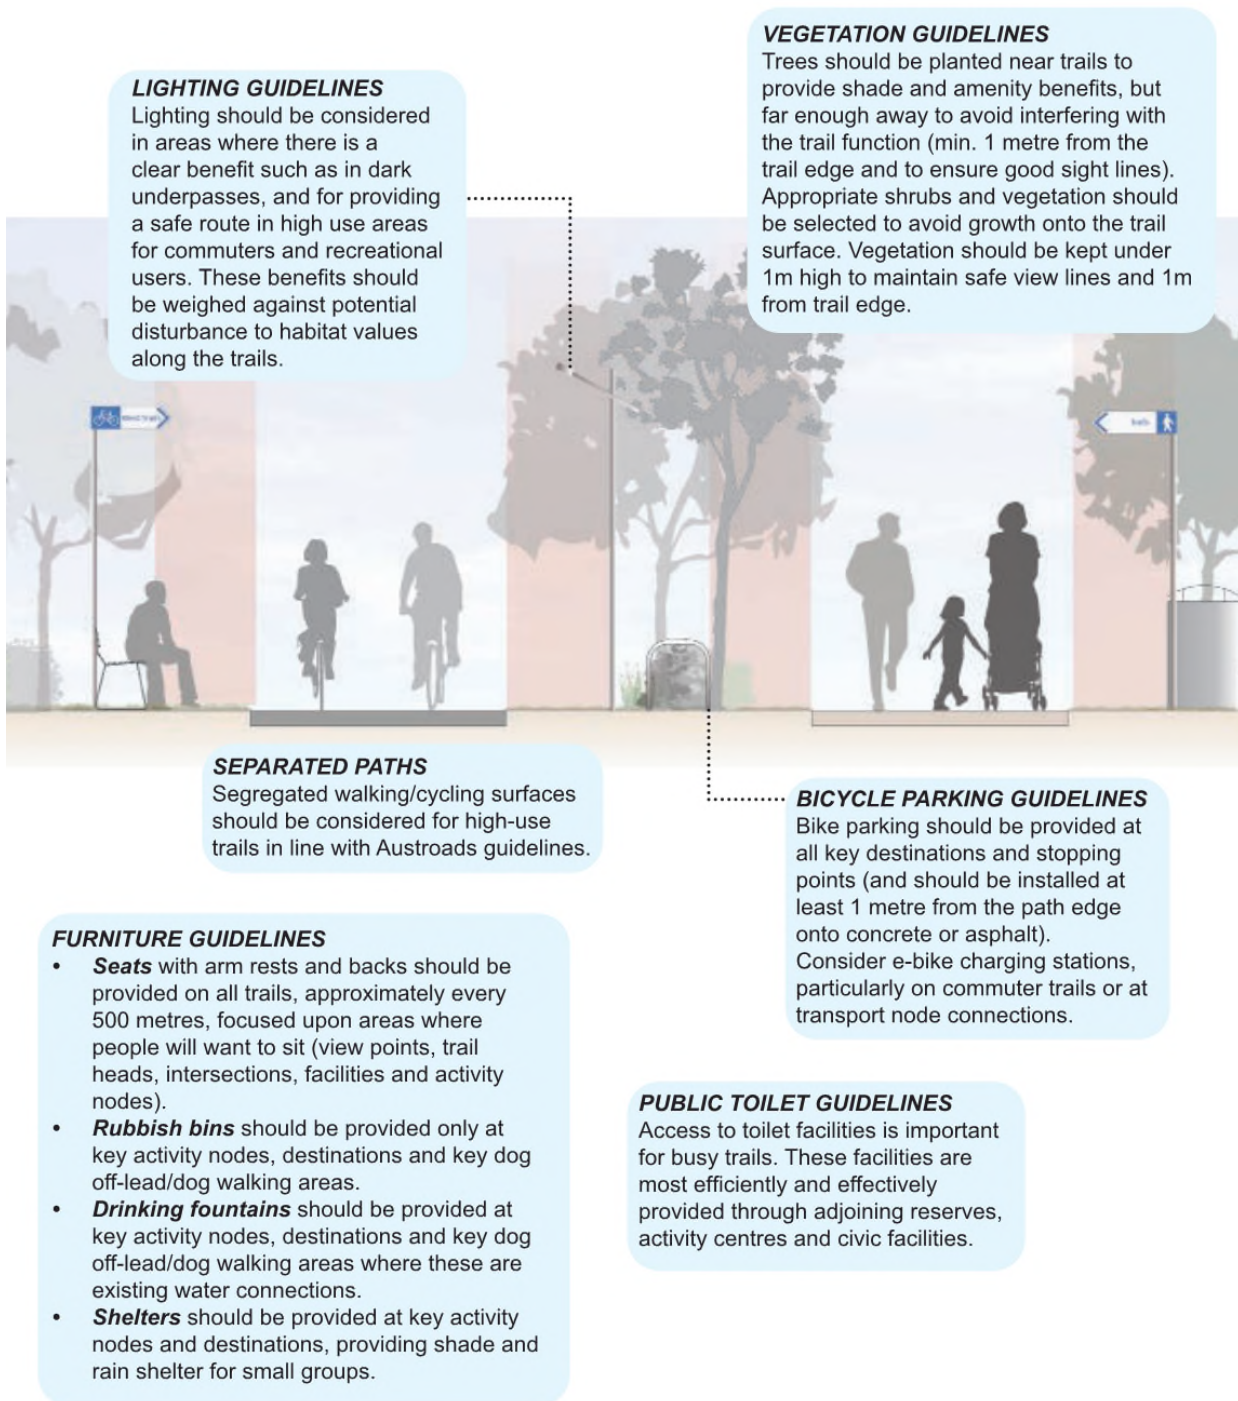 LIGHTING GUIDELINES
Lighting should be considered
in areas where there is a
clear benefit such as in dark
underpasses, and for providing
a safe route in high use areas
for commuters and recreational
users. These benefits should
be weighed against potential
disturbance to habitat values
along the trails.
VEGETATION GUIDELINES
Trees should be planted near trails to
provide shade and amenity benefits, but
far enough away to avoid interfering with
the trail function (min. 1 metre from the
trail edge and to ensure good sight lines).
Appropriate shrubs and vegetation should
be selected to avoid growth onto the trail
surface. Vegetation should be kept under
1m high to maintain safe view lines and 1m
from trail edge.
SEPARATED PATHS
Segregated walking/cycling surfaces
should be considered for high-use
trails in line with Austroads guidelines.
BICYCLE PARKING GUIDELINES
Bike parking should be provided at
all key destinations and stopping
points (and should be installed at
least 1 metre from the path edge
onto concrete or asphalt).
Consider e-bike charging stations,
particularly on commuter trails or at
transport node connections.
FURNITURE GUIDELINES
• Seats with arm rests and backs should be
provided on all trails, approximately every
500 metres, focused upon areas where
people will want to sit (view points, trail
heads, intersections, facilities and activity
nodes).
• Rubbish bins should be provided only at
key activity nodes, destinations and key dog
off-lead/dog walking areas.
• Drinking fountains should be provided at
key activity nodes, destinations and key dog
off-lead/dog walking areas where these are
existing water connections.
• Shelters should be provided at key activity
nodes and destinations, providing shade and
rain shelter for small groups.
PUBLIC TOILET GUIDELINES
Access to toilet facilities is important
for busy trails. These facilities are
most efficiently and effectively
provided through adjoining reserves,
activity centres and civic facilities.